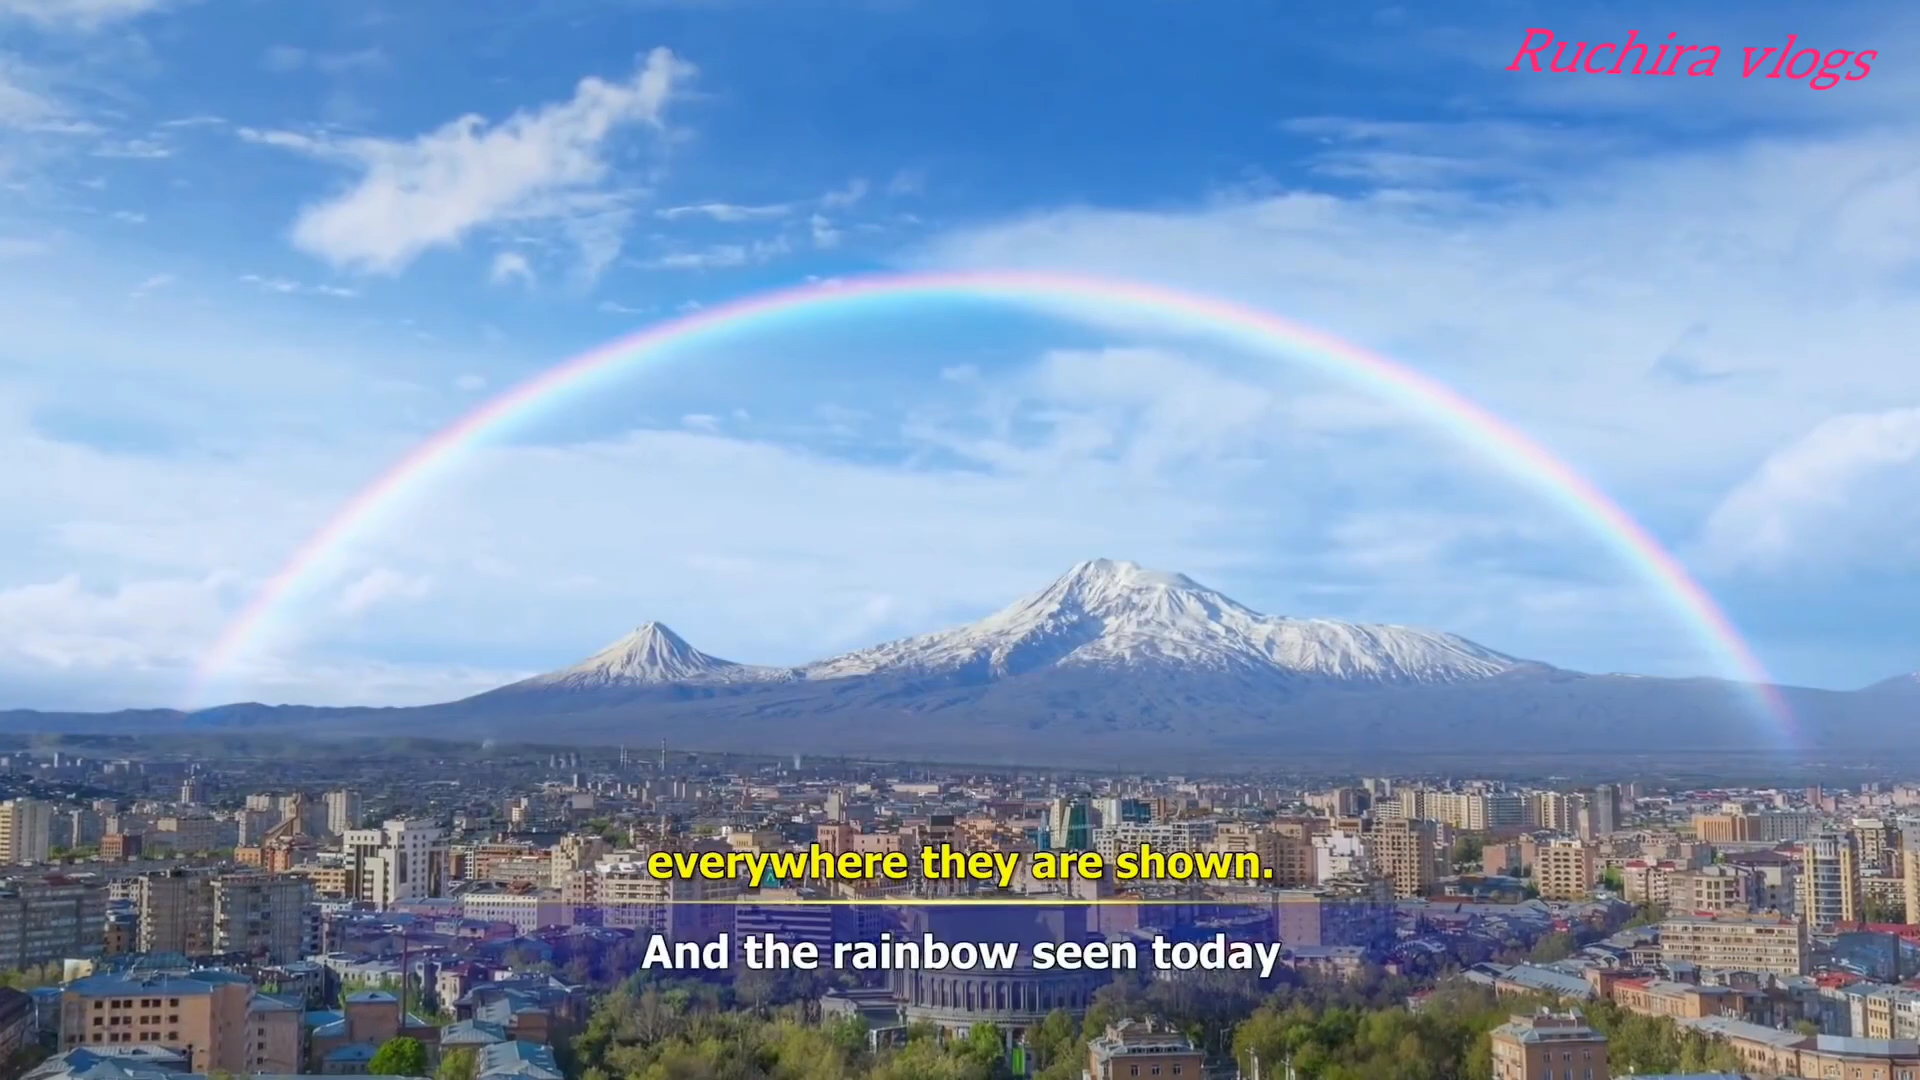 Ruchira vlogs
everywhere they are shown.
And the rainbow seen today